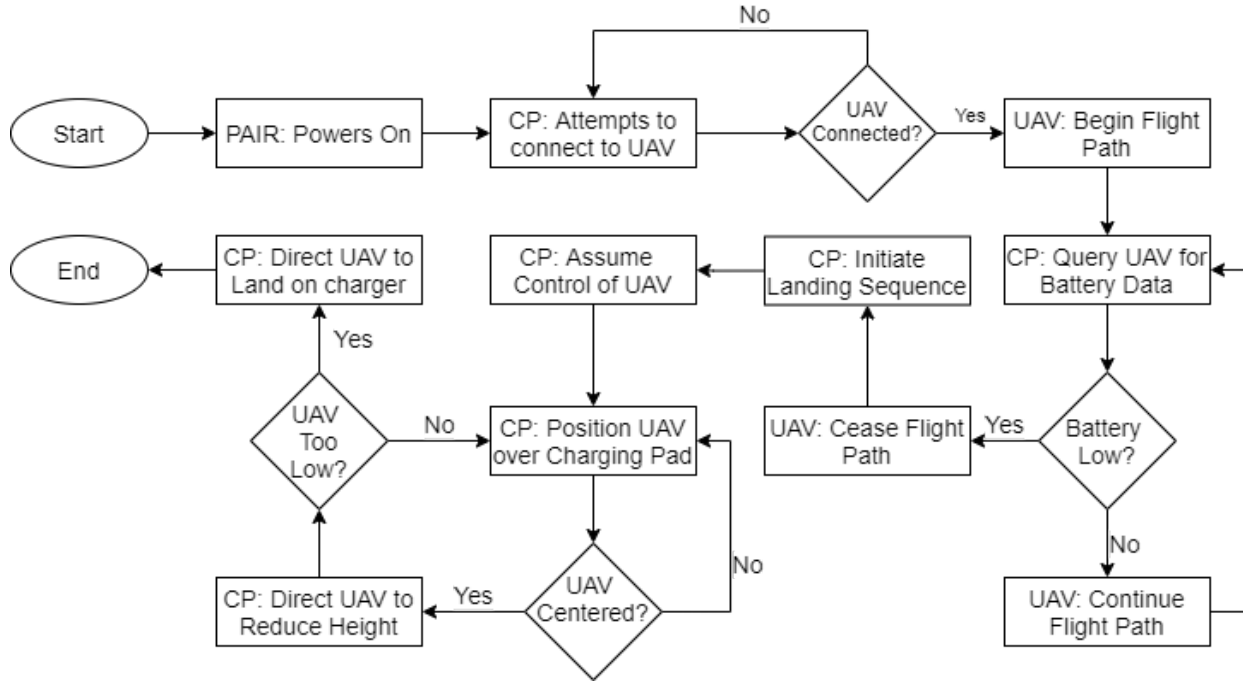 No
Start
PAIR: Powers On
CP: Attempts to
connect to UAV
UAV
Connected?
Yes
UAV: Begin Flight
Path
End
CP: Direct UAV to
Land on charger
CP: Assume
Control of UAV
CP: Initiate
Landing Sequence
CP: Query UAV for
Battery Data
Yes
UAV
Too
Low?
No
CP: Position UAV
over Charging Pad
UAV: Cease Flight
Path
Yes
Battery
Low?
No
No
CP: Direct UAV to
Reduce Height
Yes
UAV
Centered?
UAV: Continue
Flight Path